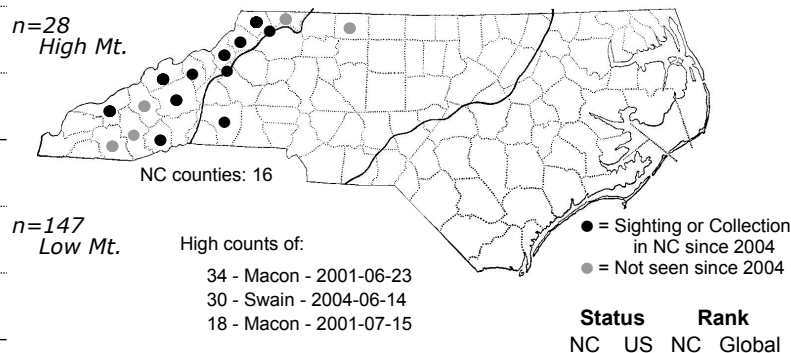 n=28
High Mt.
NC counties: 16
n=147
Low Mt.
High counts of:
34 - Macon - 2001-06-23
30 - Swain - 2004-06-14
18 - Macon - 2001-07-15
= Sighting or Collection
in NC since 2004
= Not seen since 2004
Status Rank
NC US NC Global